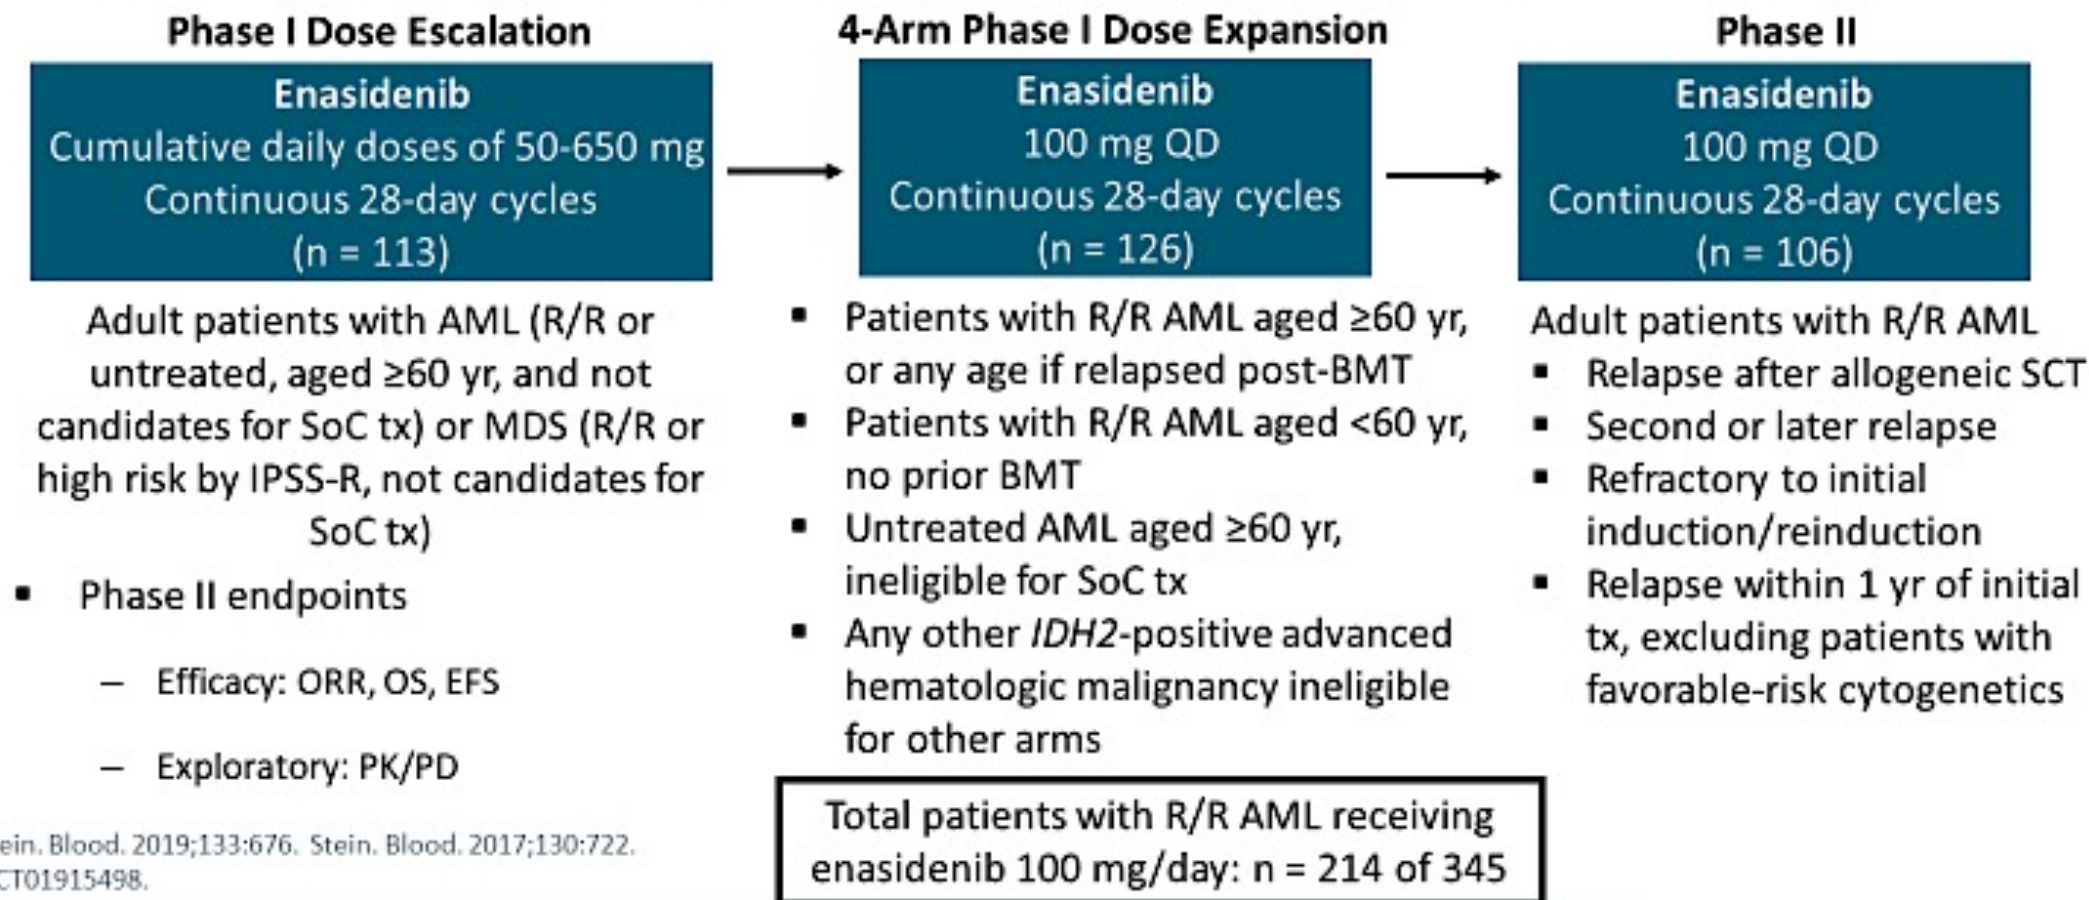 Phase I Dose Escalation
Enasidenib
Cumulative daily doses of 50-650 mg
Continuous 28-day cycles
(n = 113)
Adult patients with AML (R/R or
untreated, aged ≥60 yr, and not
candidates for SoC tx) or MDS (R/R or
high risk by IPSS-R, not candidates for
SoC tx)
▪ Phase II endpoints
– Efficacy: ORR, OS, EFS
– Exploratory: PK/PD
4-Arm Phase I Dose Expansion
Enasidenib
100 mg QD
Continuous 28-day cycles
(n = 126)
▪ Patients with R/R AML aged ≥60 yr,
or any age if relapsed post-BMT
▪ Patients with R/R AML aged <60 yr,
no prior BMT
▪ Untreated AML aged ≥60 yr,
ineligible for SoC tx
▪ Any other IDH2-positive advanced
hematologic malignancy ineligible
for other arms
Phase II
Enasidenib
100 mg QD
Continuous 28-day cycles
(n = 106)
Adult patients with R/R AML
▪ Relapse after allogeneic SCT
▪ Second or later relapse
▪ Refractory to initial
induction/reinduction
▪ Relapse within 1 yr of initial
tx, excluding patients with
favorable-risk cytogenetics
Total patients with R/R AML receiving
enasidenib 100 mg/day: n = 214 of 345
ein. Blood. 2019;133:676. Stein. Blood. 2017;130:722.
CT01915498.